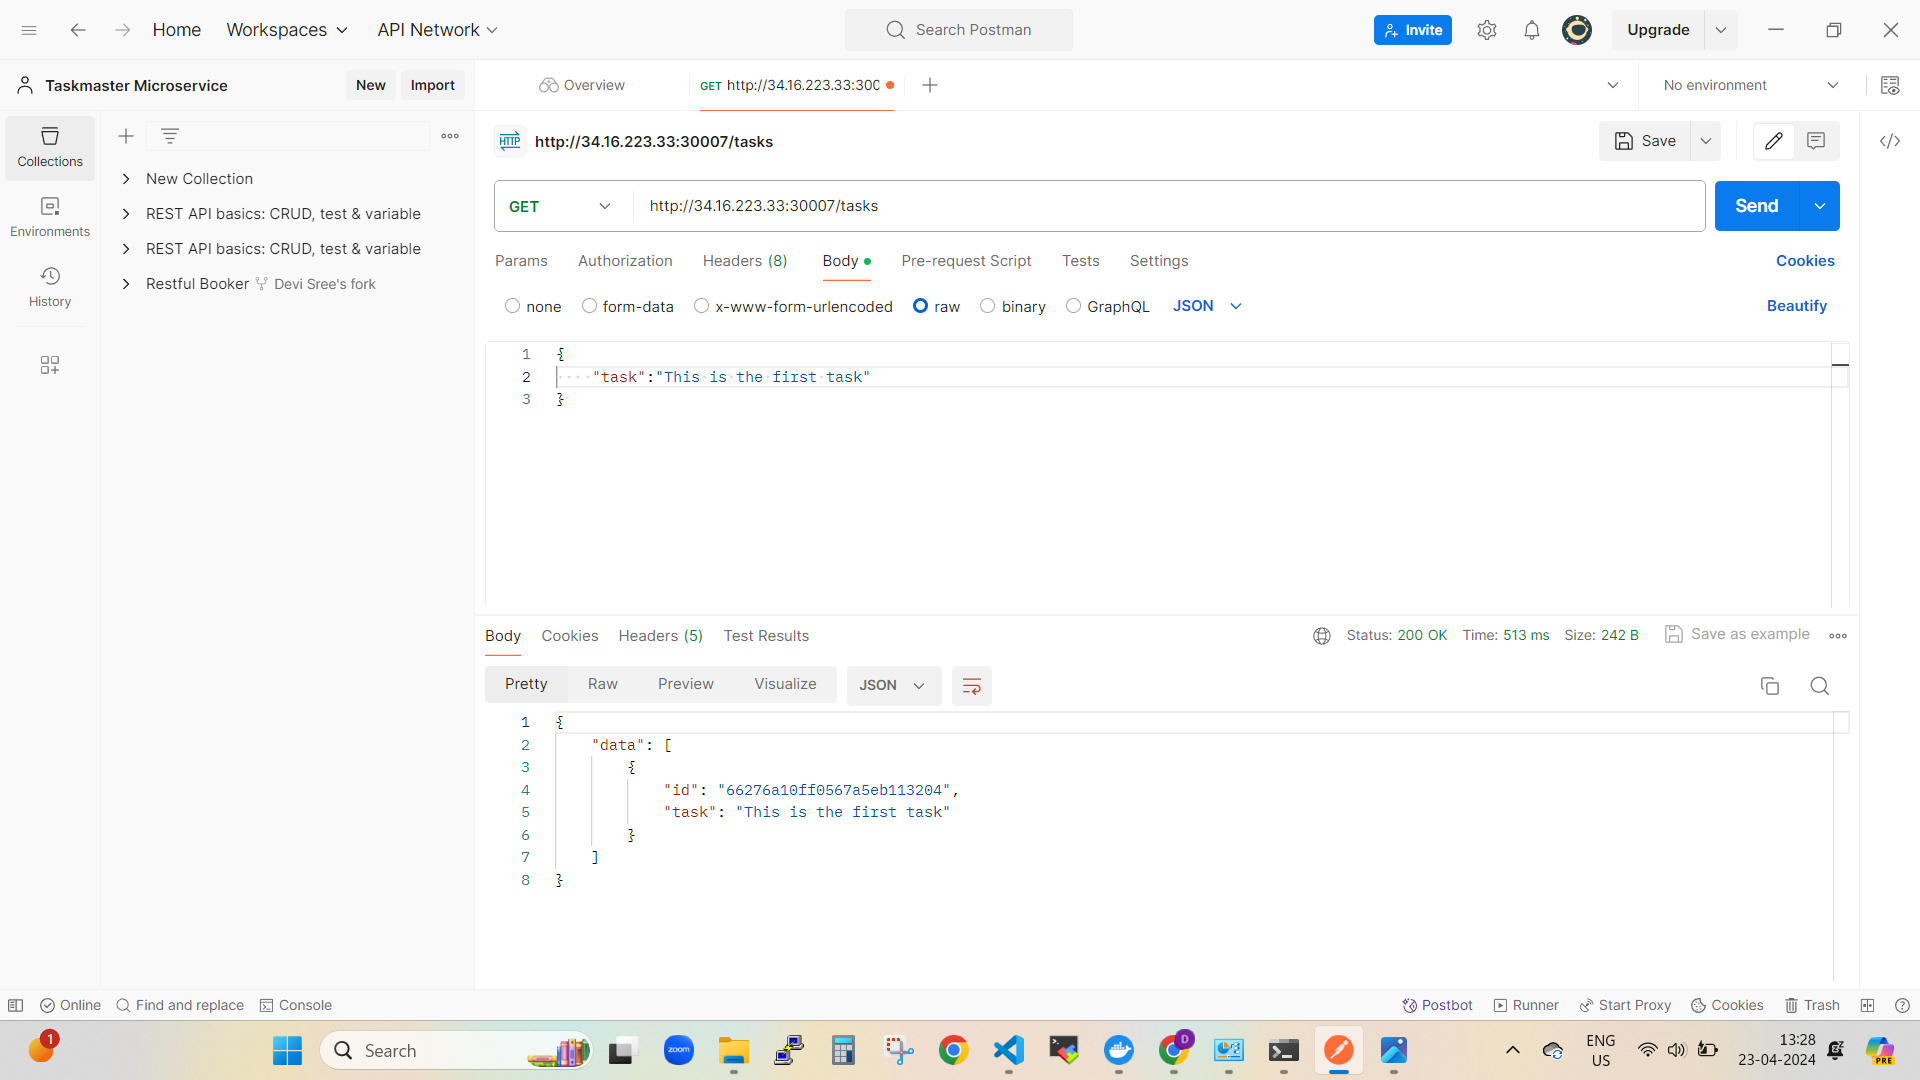 Home Workspaces API Network Search Postman Invite Upgrade
Taskmaster Microservice New Import Overview GET http://34.16.223.33:300 No environment
HTTP http://34.16.223.33:30007/tasks Save
Collections
New Collection
REST API basics: CRUD, test & variable
REST API basics: CRUD, test & variable
Restful Booker Devi Sree's fork
Environments
History
GET http://34.16.223.33:30007/tasks Send
Params Authorization Headers (8) Body Pre-request Script Tests Settings Cookies
none form-data x-www-form-urlencoded raw binary GraphQL JSON Beautify
1 {
2 "task":"This is the first task"
3 }
Body Cookies Headers (5) Test Results Status: 200 OK Time: 513 ms Size: 242 B Save as example
Pretty Raw Preview Visualize JSON
1 {
2 "data": [
3 {
4 "id": "66276a10ff0567a5eb113204",
5 "task": "This is the first task"
6 }
7 ]
8 }
Online Find and replace Console Postbot Runner Start Proxy Cookies Trash
1 Search zoom D ENG 13:28
US 23-04-2024 PRE